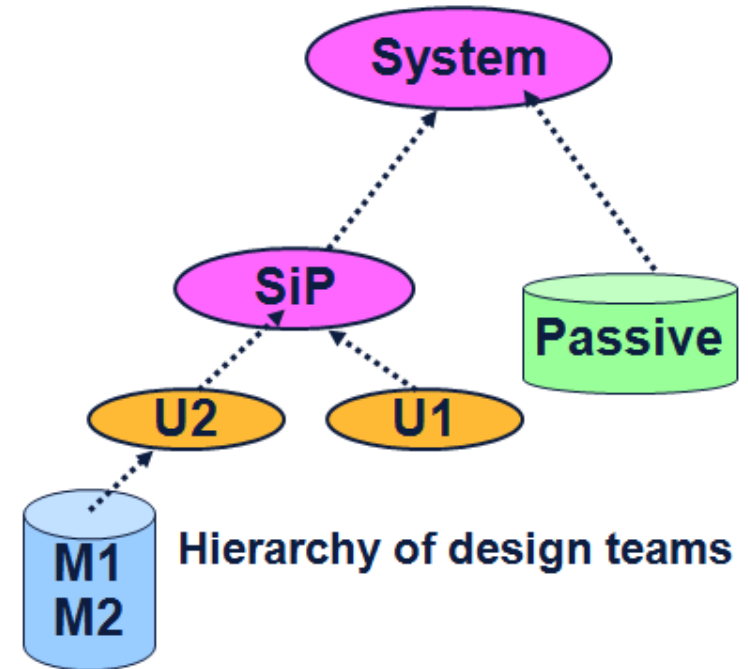 System
SiP
Passive
U2
U1
Hierarchy of design teams
M1
M2